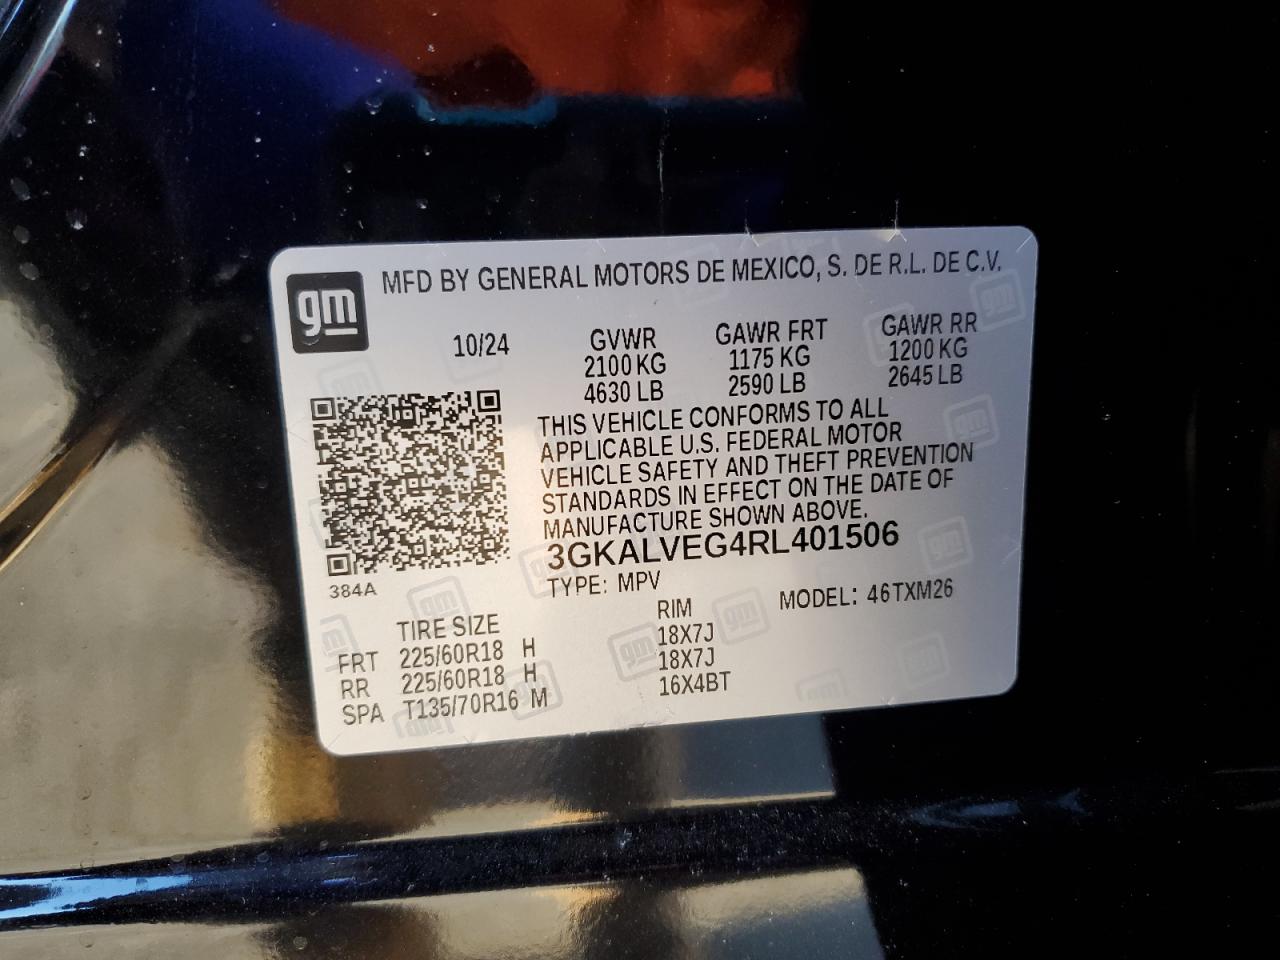 gm
MFD BY GENERAL MOTORS DE MEXICO, S. DE R.L. DE C.V.
10/24
GVWR GAWR FRT GAWR RR
2100 KG 1175 KG 1200 KG
4630 LB 2590 LB 2645 LB
THIS VEHICLE CONFORMS TO ALL
APPLICABLE U.S. FEDERAL MOTOR
VEHICLE SAFETY AND THEFT PREVENTION
STANDARDS IN EFFECT ON THE DATE OF
MANUFACTURE SHOWN ABOVE.
3GKALVEG4RL401506
384A
TYPE: MPV MODEL: 46TXM26
TIRE SIZE RIM
FRT 225/60R18 H 18X7J
RR 225/60R18 H 18X7J
SPA T135/70R16 M 16X4BT